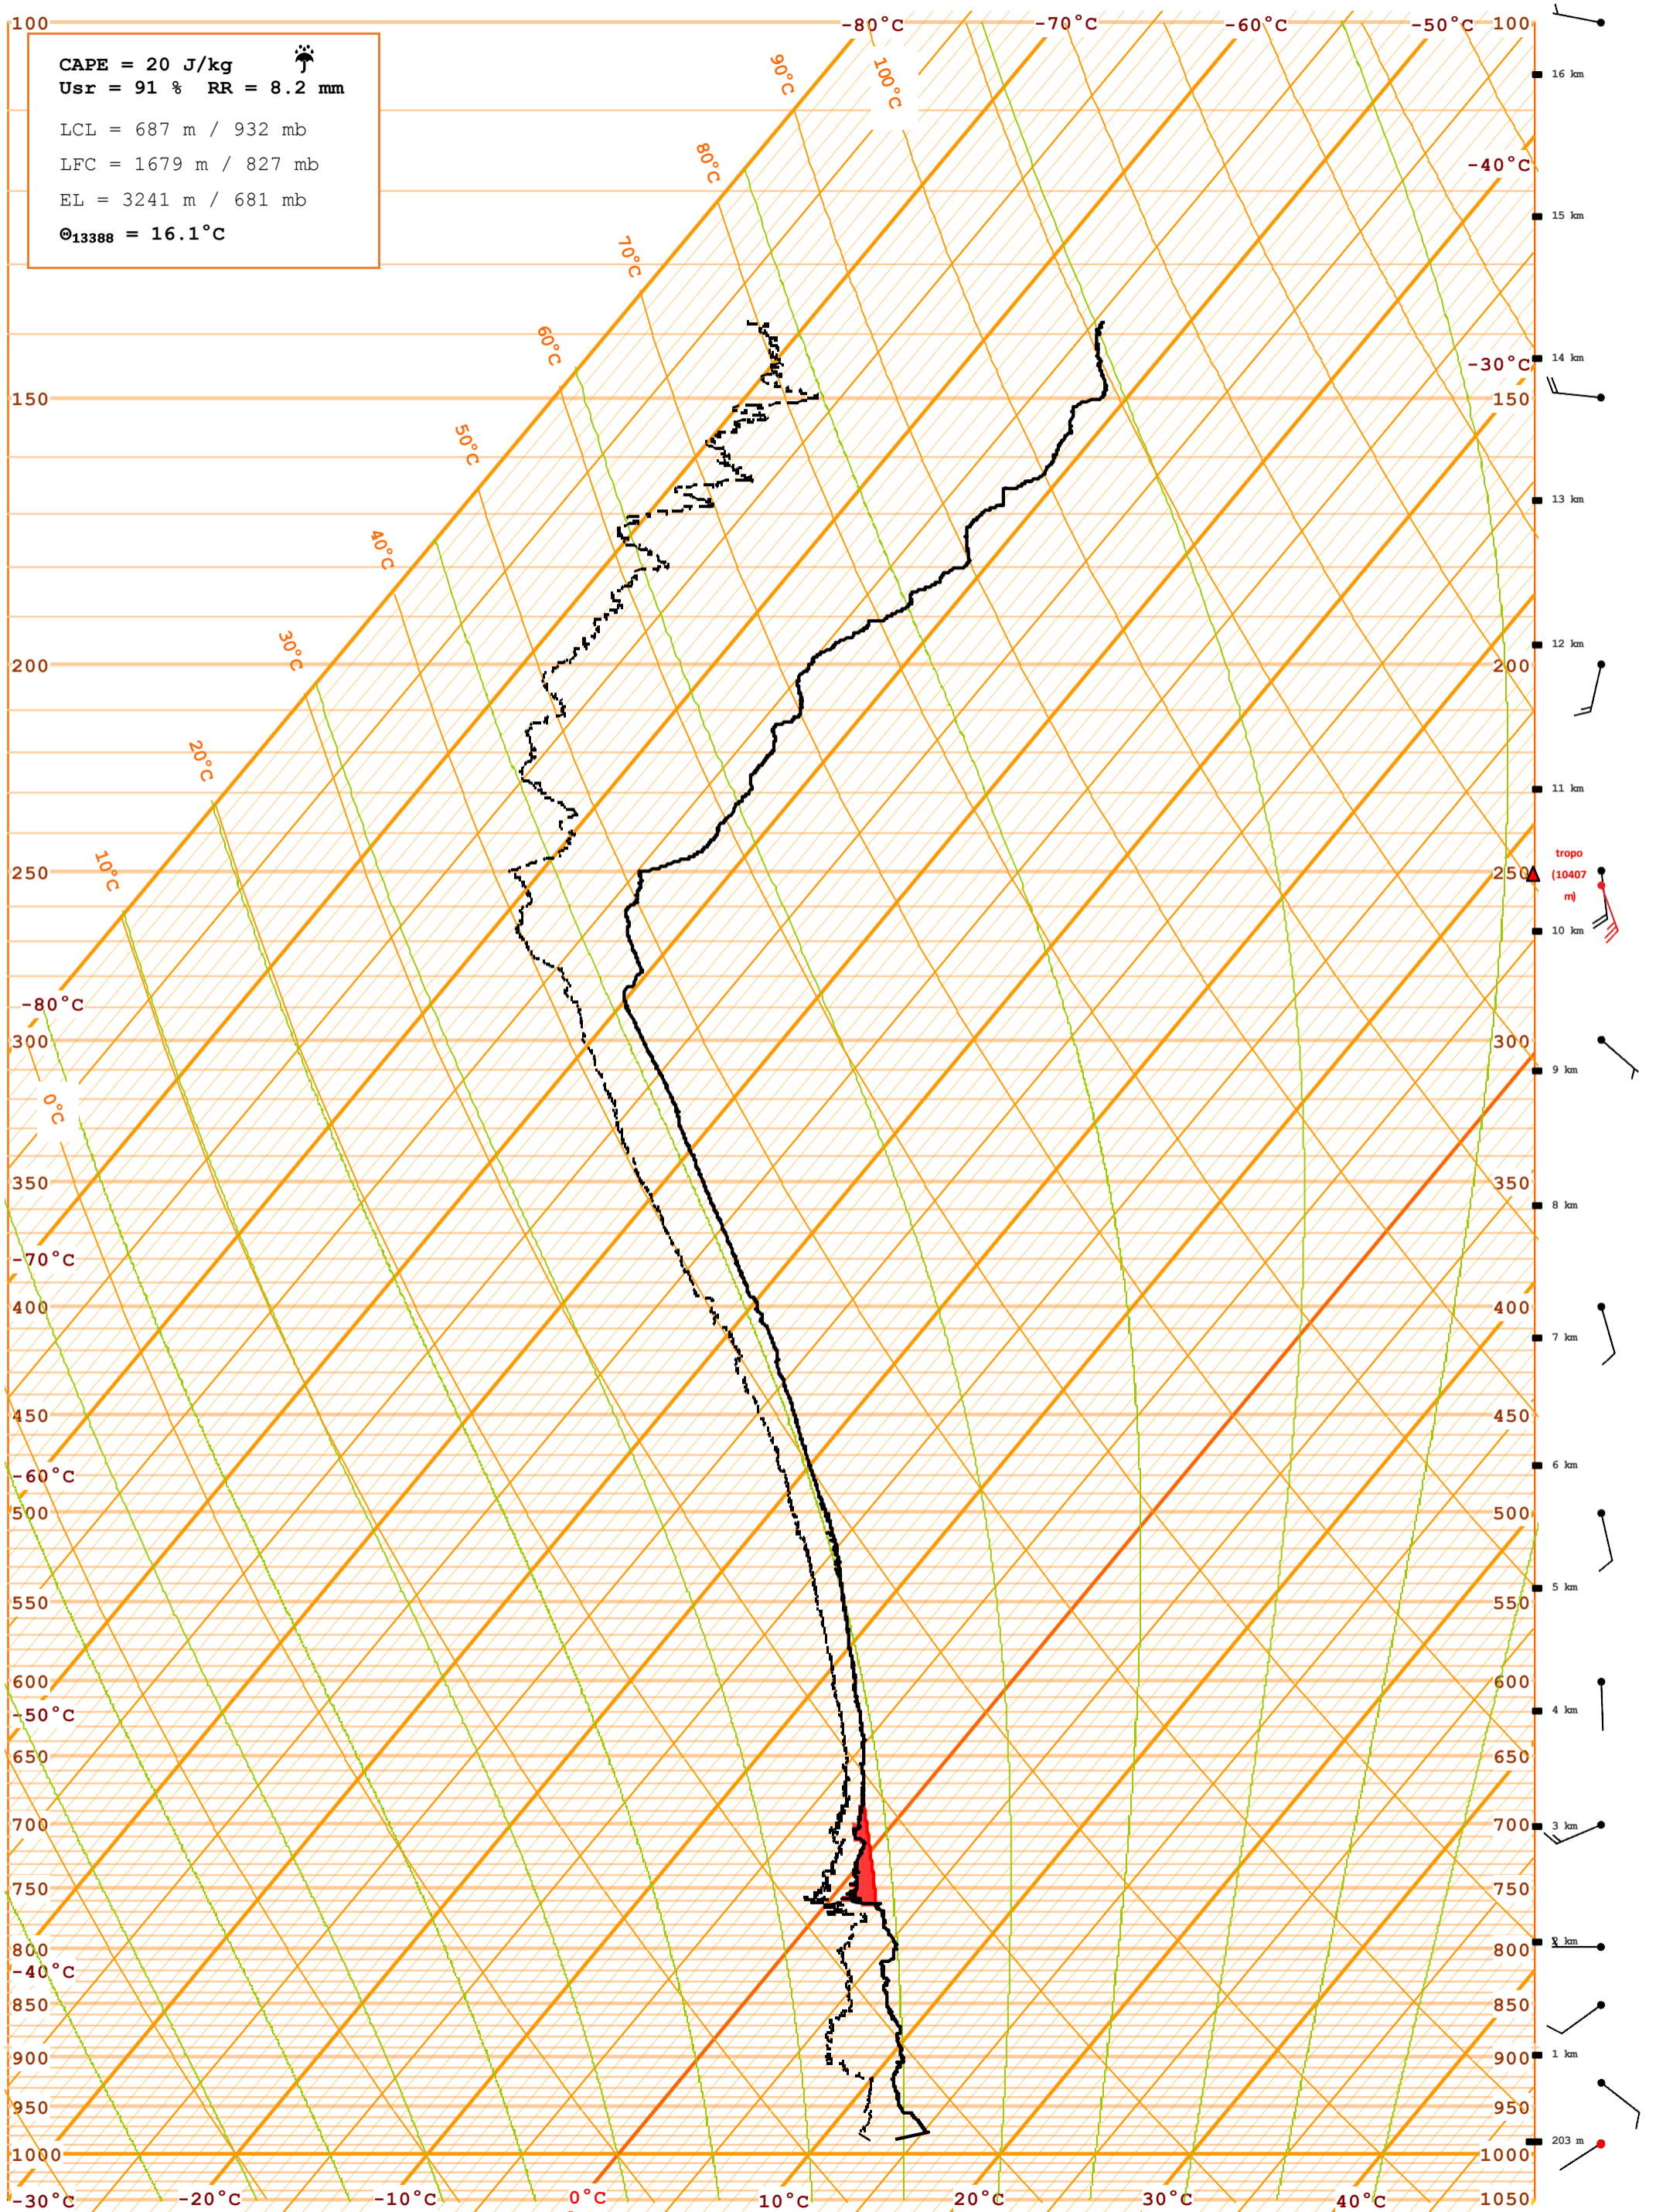 100 -80°C -70°C -60°C -50°C 100
CAPE = 20 J/kg
Usr = 91 % RR = 8.2 mm
LCL = 687 m / 932 mb
LFC = 1679 m / 827 mb
EL = 3241 m / 681 mb
Θ13388 = 16.1°C
90°C 100°C
16 km
80°C -40°C
15 km
70°C
60°C 14 km
-30°C
150 150
50°C
13 km
40°C
30°C 12 km
200 200
20°C 11 km
tropo
10°C 250 250 (10407
m)
10 km
-80°C
300 300
9 km
0°C
350 350
8 km
-70°C
400 400
7 km
450 450
6 km
-60°C
500 500
5 km
550 550
600 600
4 km
-50°C
650 650
700 700 3 km
750 750
2 km
800 800
-40°C
850 850
1 km
900 900
950 950
203 m
1000 1000
-30°C -20°C -10°C 0°C 10°C 20°C 30°C 40°C 1050